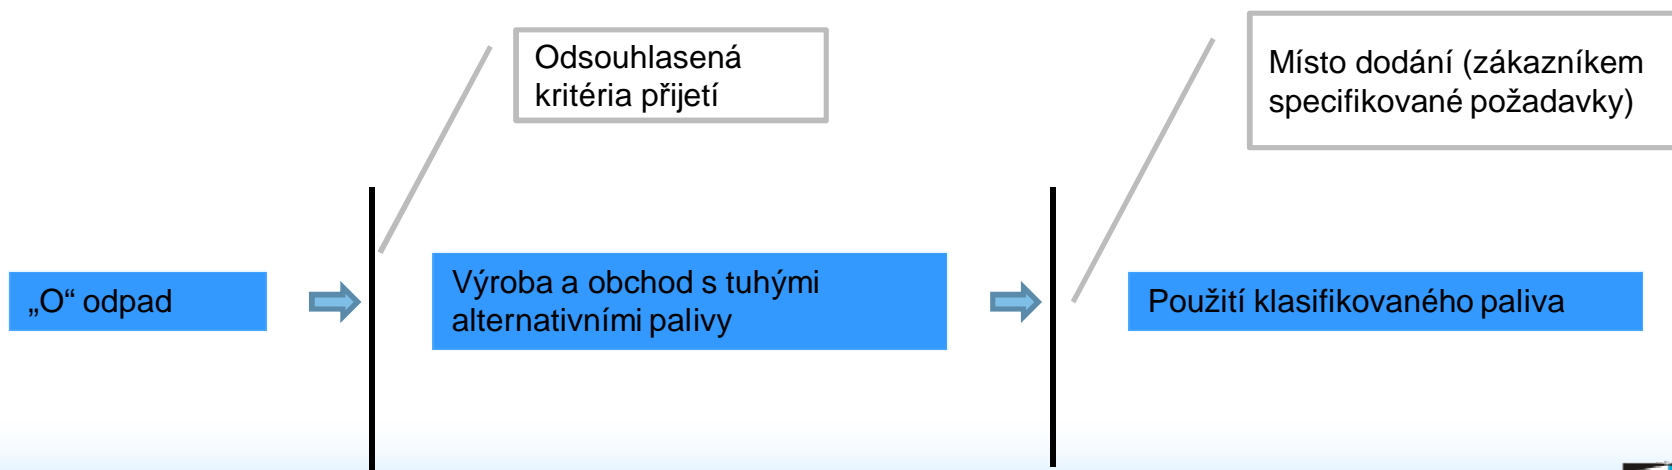 Odsouhlasená
kritéria přijetí
Místo dodání (zákazníkem
specifikované požadavky)
„O“ odpad
Výroba a obchod s tuhými
alternativními palivy
Použití klasifikovaného paliva